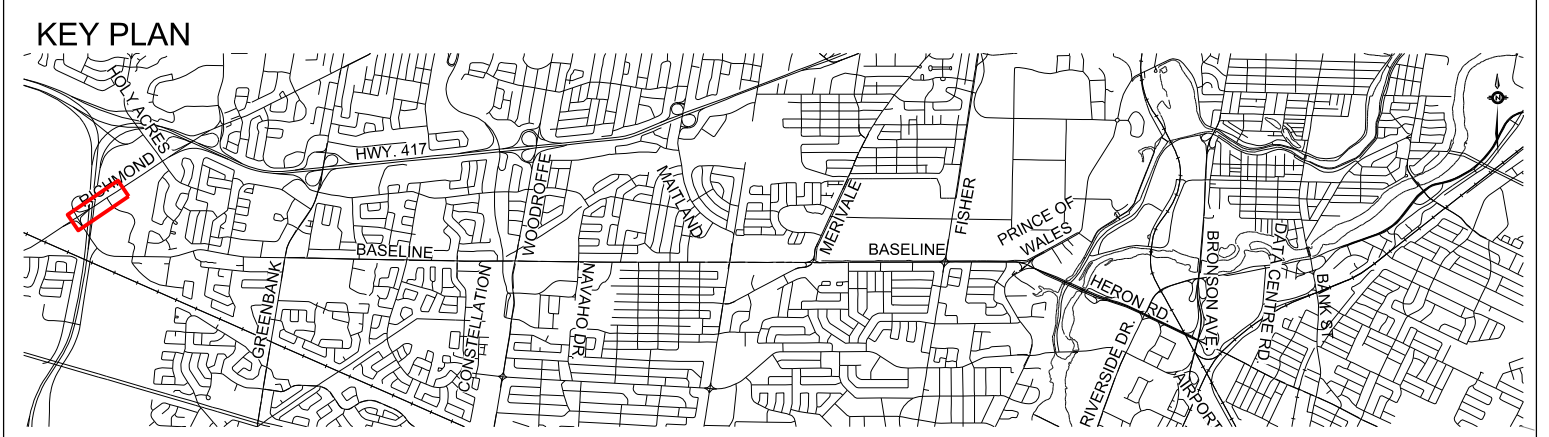 KEY PLAN
HOLY ACRES
RICHMOND
HWY. 417
WOODROFFE
MAITLAND
MERIVALE
FISHER
PRINCE OF
WALES
BASELINE
BASELINE
GREENBANK
CONSTELLATION
NAVAHO DR.
HERON RD.
RIVERSIDE DR.
AIRPORT
BRONSON AVE.
DATA CENTRE RD.
BANK St.
N